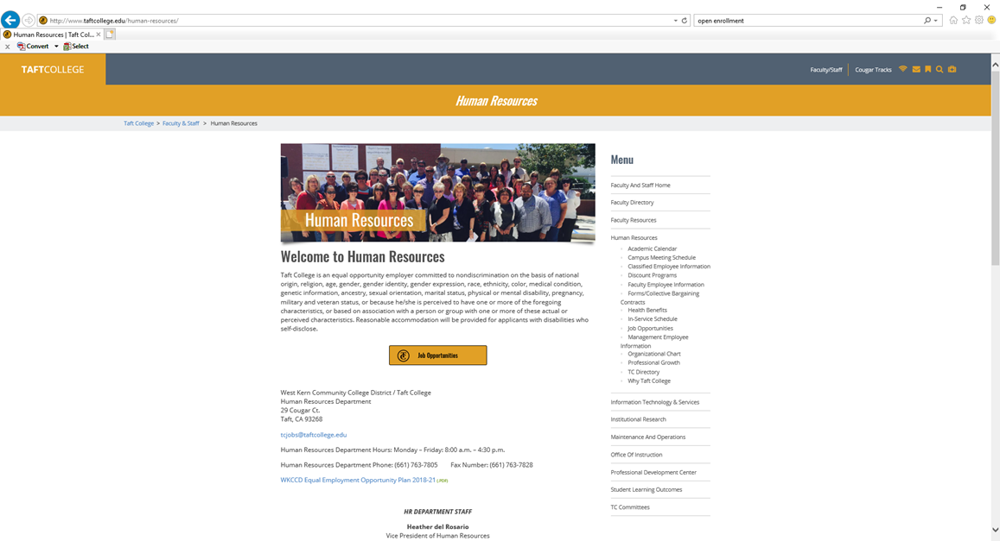 http://www.taftcollege.edu/human-resources/
open enrollment
Human Resources | Taft Col...
Convert
Select
TAFTCOLLEGE
Faculty/Staff
Cougar Tracks
Human Resources
Taft College > Faculty & Staff > Human Resources
Human Resources
Welcome to Human Resources
Taft College is an equal opportunity employer committed to nondiscrimination on the basis of national
origin, religion, age, gender, gender identity, gender expression, race, ethnicity, color, medical condition,
genetic information, ancestry, sexual orientation, marital status, physical or mental disability, pregnancy,
military and veteran status, or because he/she is perceived to have one or more of the foregoing
characteristics, or based on association with a person or group with one or more of these actual or
perceived characteristics. Reasonable accommodation will be provided for applicants with disabilities who
self-disclose.
Job Opportunities
West Kern Community College District / Taft College
Human Resources Department
29 Cougar Ct.
Taft, CA 93268
tcjobs@taftcollege.edu
Human Resources Department Hours: Monday – Friday: 8:00 a.m. – 4:30 p.m.
Human Resources Department Phone: (661) 763-7805 Fax Number: (661) 763-7828
WKCCD Equal Employment Opportunity Plan 2018-21 (.PDF)
HR DEPARTMENT STAFF
Heather del Rosario
Vice President of Human Resources
Menu
Faculty And Staff Home
Faculty Directory
Faculty Resources
Human Resources
Academic Calendar
Campus Meeting Schedule
Classified Employee Information
Discount Programs
Faculty Employee Information
Forms/Collective Bargaining
Contracts
Health Benefits
In-Service Schedule
Job Opportunities
Management Employee
Information
Organizational Chart
Professional Growth
TC Directory
Why Taft College
Information Technology & Services
Institutional Research
Maintenance And Operations
Office Of Instruction
Professional Development Center
Student Learning Outcomes
TC Committees